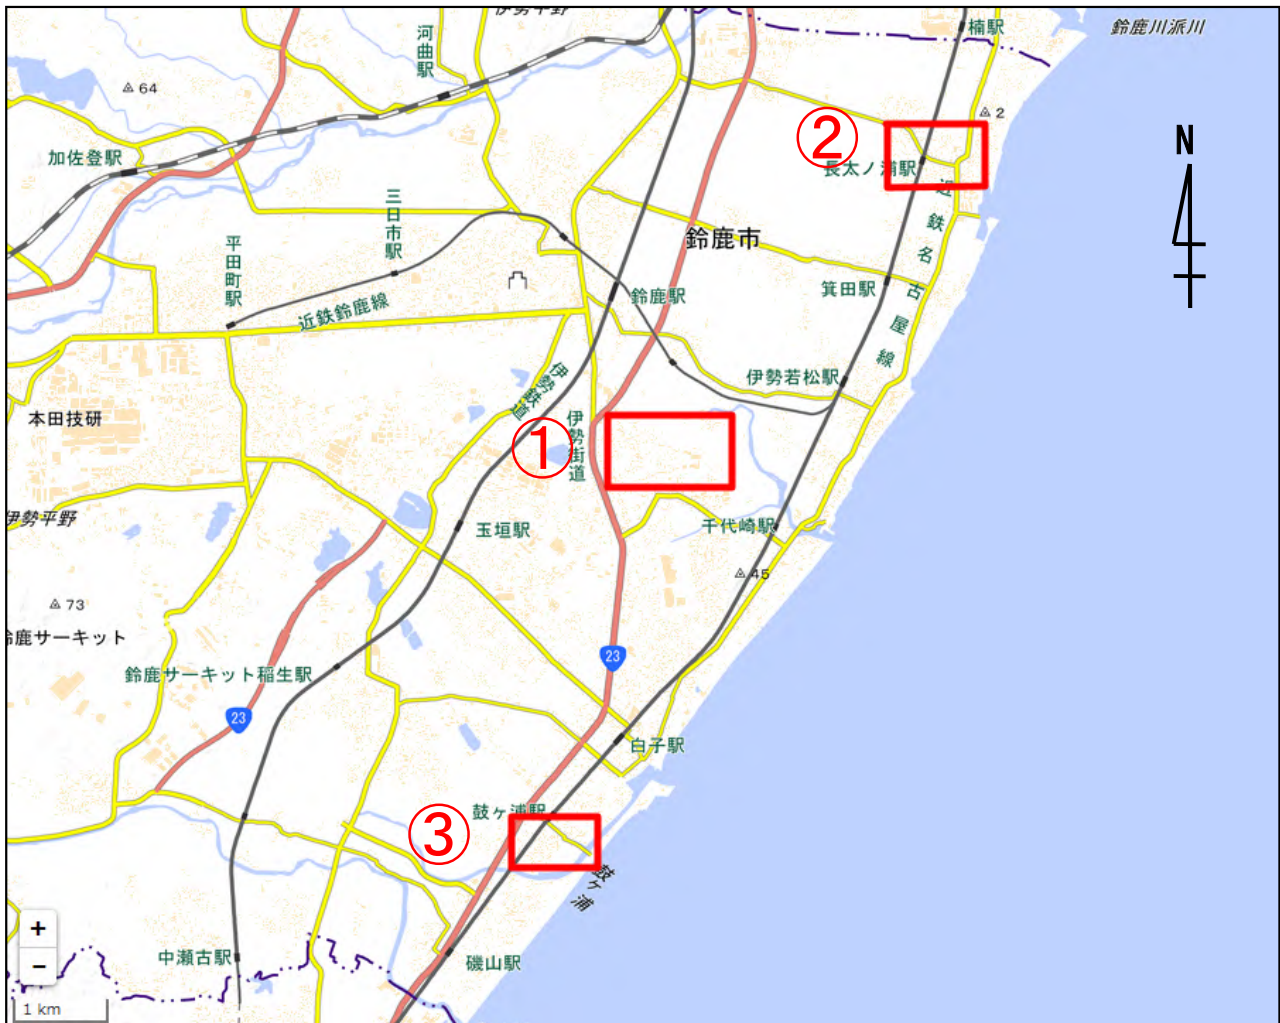 伊勢平野
楠駅
鈴鹿川派川
河曲駅
64
2
②
N
加佐登駅
長太ノ浦駅
近鉄名古屋線
三日市駅
平田町駅
鈴鹿市
箕田駅
鈴鹿駅
近鉄鈴鹿線
伊勢鉄道
伊勢若松駅
本田技研
①
伊勢街道
伊勢平野
玉垣駅
千代崎駅
45
73
鈴鹿サーキット
23
鈴鹿サーキット稲生駅
23
白子駅
鼓ヶ浦駅
③
鼓ヶ浦
+
中瀬古駅
磯山駅
−
1 km